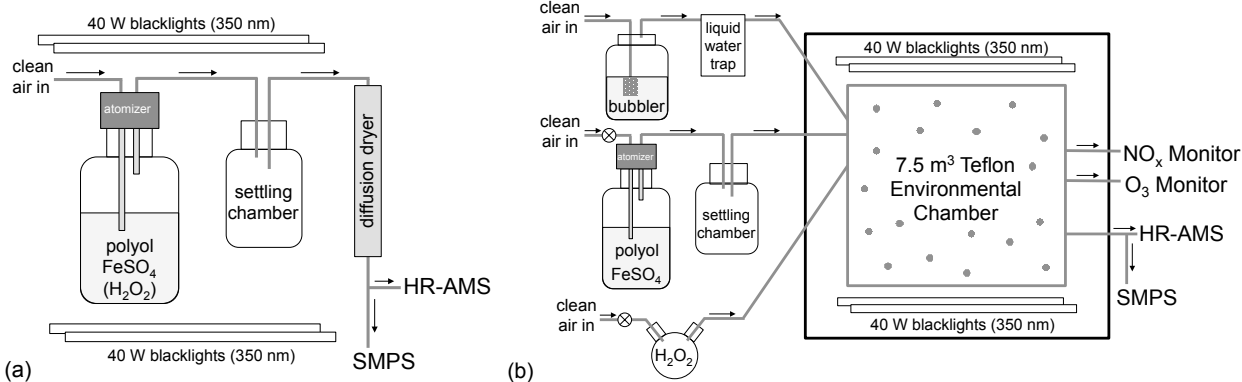 40 W blacklights (350 nm)
clean
air in
atomizer
settling
chamber
diffusion dryer
polyol
FeSO₄
(H₂O₂)
HR-AMS
SMPS
40 W blacklights (350 nm)
(a)
clean
air in
bubbler
liquid
water
trap
clean
air in
atomizer
settling
chamber
polyol
FeSO₄
clean
air in
H₂O₂
40 W blacklights (350 nm)
7.5 m³ Teflon
Environmental
Chamber
40 W blacklights (350 nm)
NOₓ Monitor
O₃ Monitor
HR-AMS
SMPS
(b)